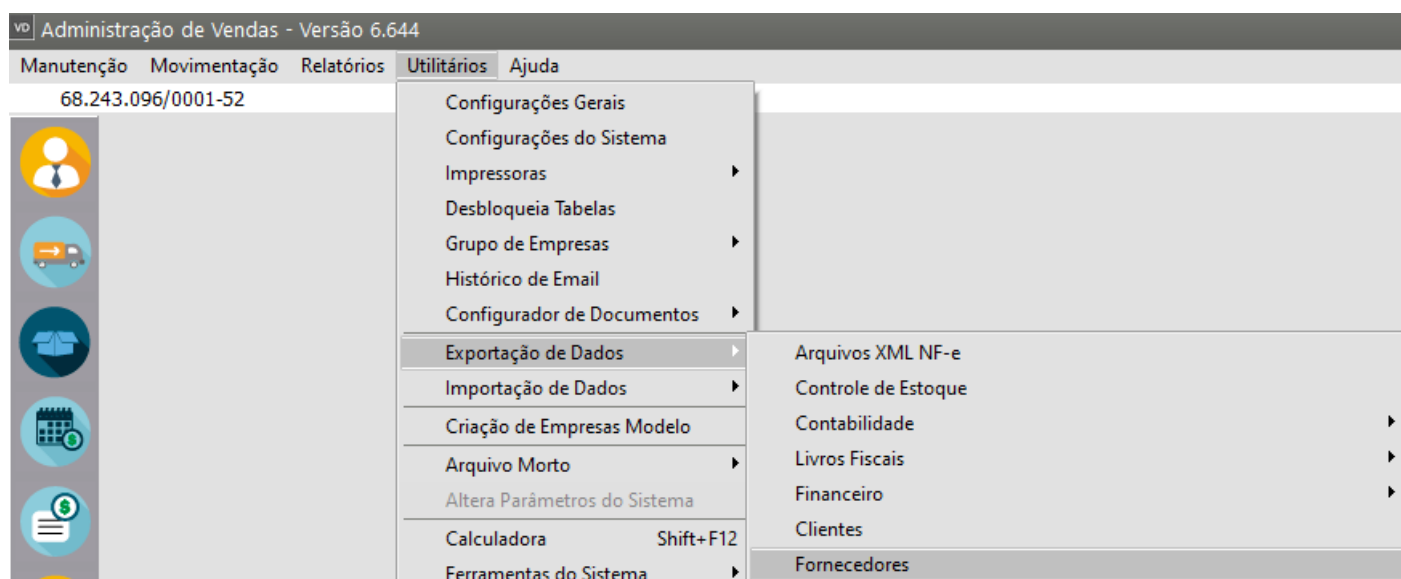 VD Administração de Vendas - Versão 6.644
Manutenção Movimentação Relatórios Utilitários Ajuda
68.243.096/0001-52
Configurações Gerais
Configurações do Sistema
Impressoras
Desbloqueia Tabelas
Grupo de Empresas
Histórico de Email
Configurador de Documentos
Exportação de Dados
Importação de Dados
Criação de Empresas Modelo
Arquivo Morto
Altera Parâmetros do Sistema
Calculadora Shift+F12
Ferramentas do Sistema
Arquivos XML NF-e
Controle de Estoque
Contabilidade
Livros Fiscais
Financeiro
Clientes
Fornecedores